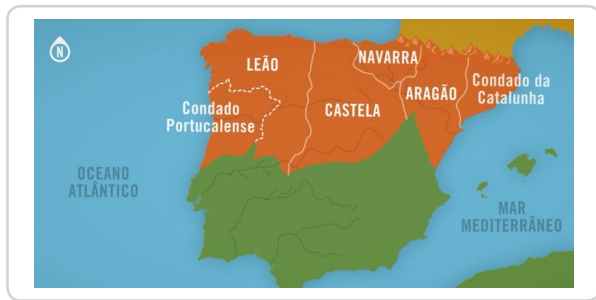 N
LEÃO
NAVARRA
Condado da
Catalunha
ARAGÃO
Condado
Portucalense
CASTELA
OCEANO
ATLÂNTICO
MAR
MEDITERRÂNEO